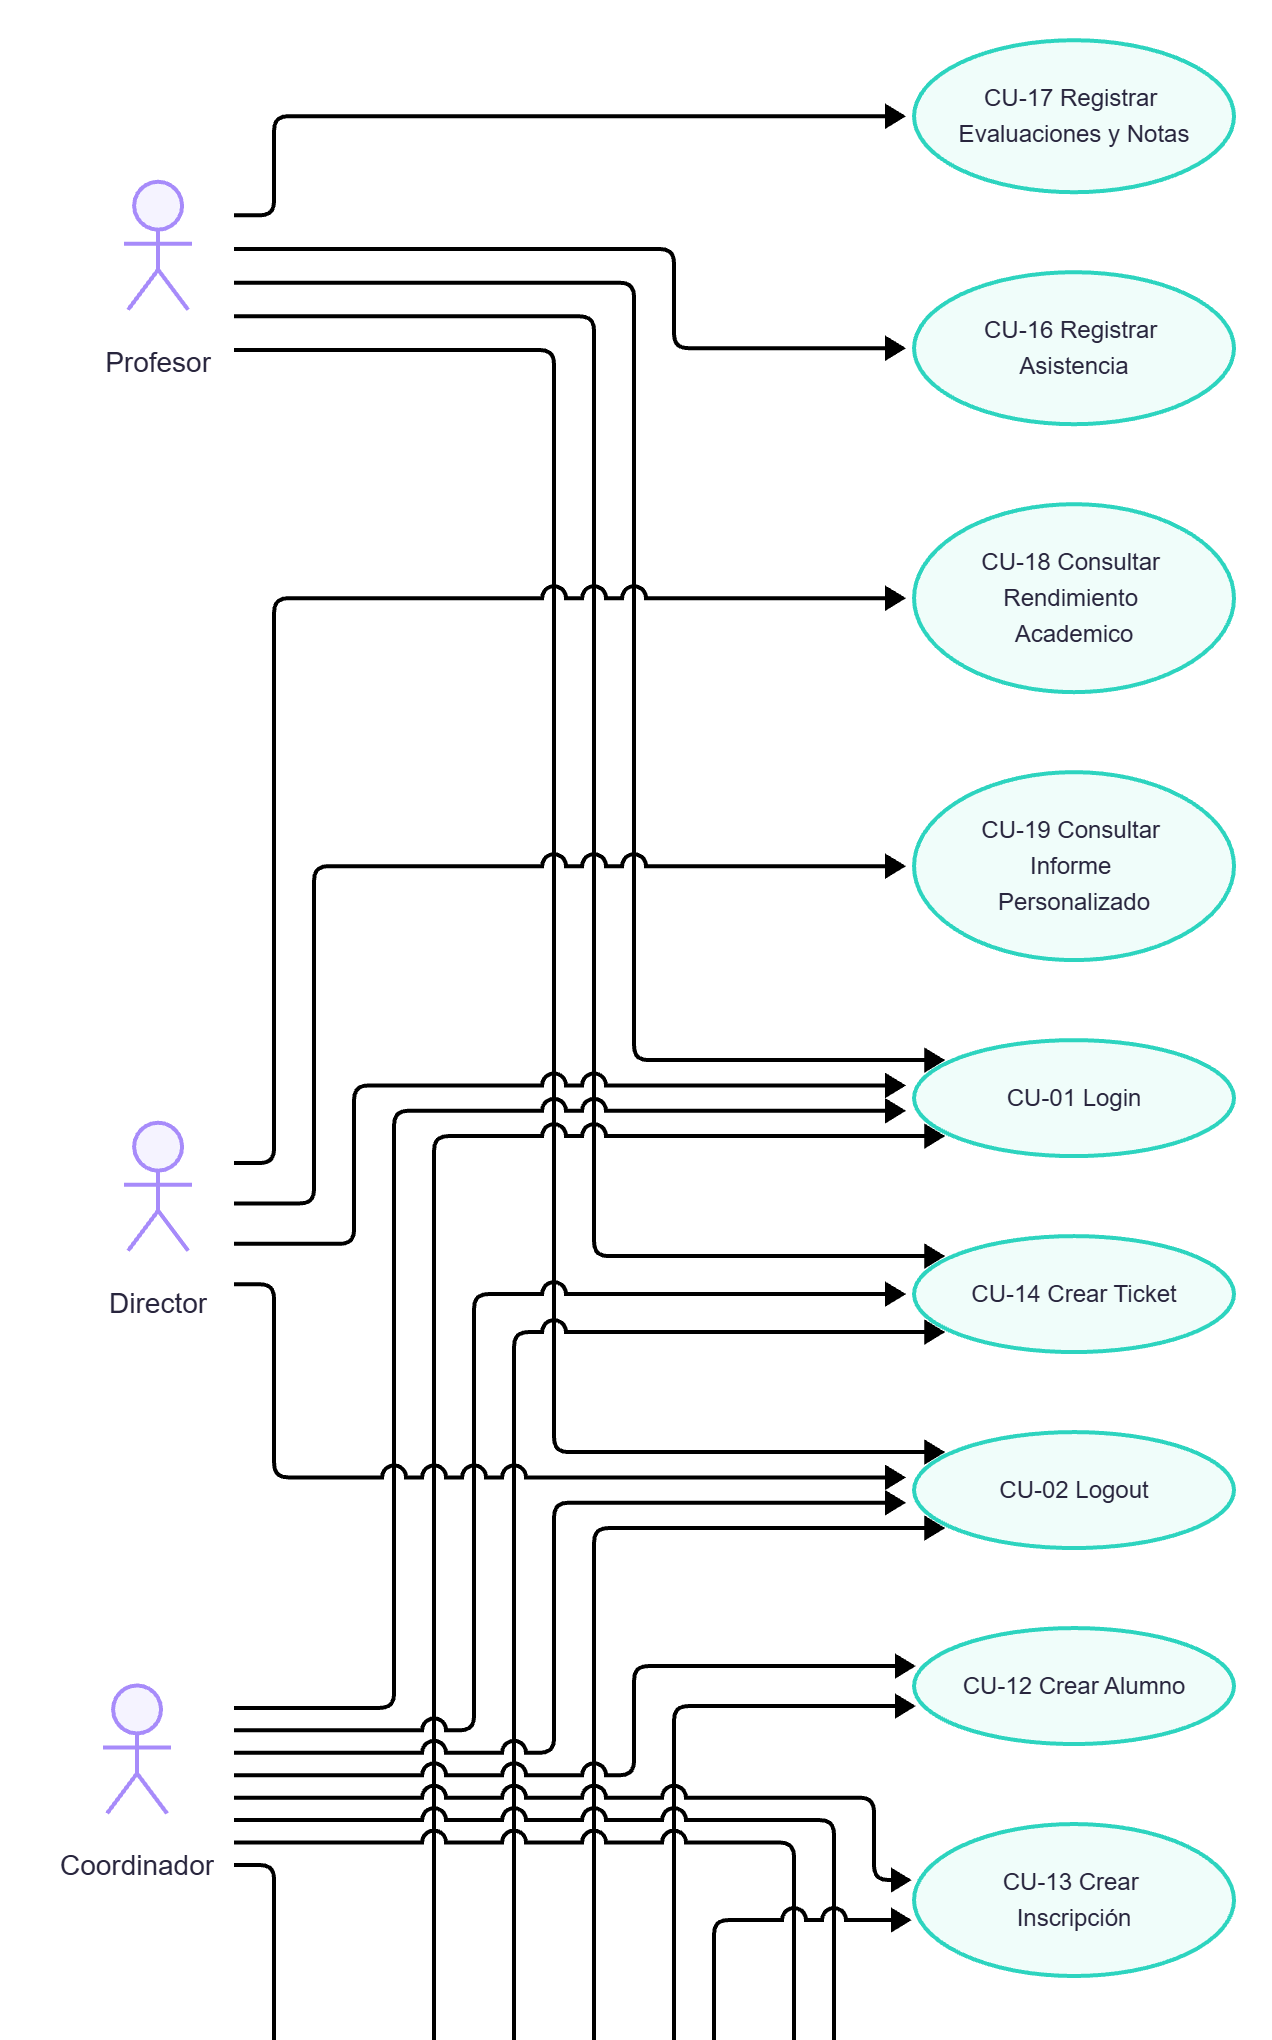 CU-17 Registrar
Evaluaciones y Notas
Profesor
CU-16 Registrar
Asistencia
CU-18 Consultar
Rendimiento
Academico
CU-19 Consultar
Informe
Personalizado
CU-01 Login
Director
CU-14 Crear Ticket
CU-02 Logout
CU-12 Crear Alumno
Coordinador
CU-13 Crear
Inscripción